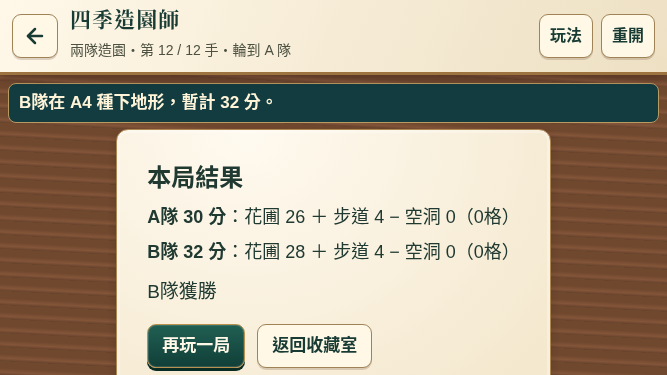 四季造園師
兩隊造園・第 12 / 12 手・輪到 A 隊
玩法
重開
B隊在 A4 種下地形，暫計 32 分。
本局結果
A隊 30 分：花圃 26 ＋ 步道 4 − 空洞 0（0格）
B隊 32 分：花圃 28 ＋ 步道 4 − 空洞 0（0格）
B隊獲勝
再玩一局
返回收藏室